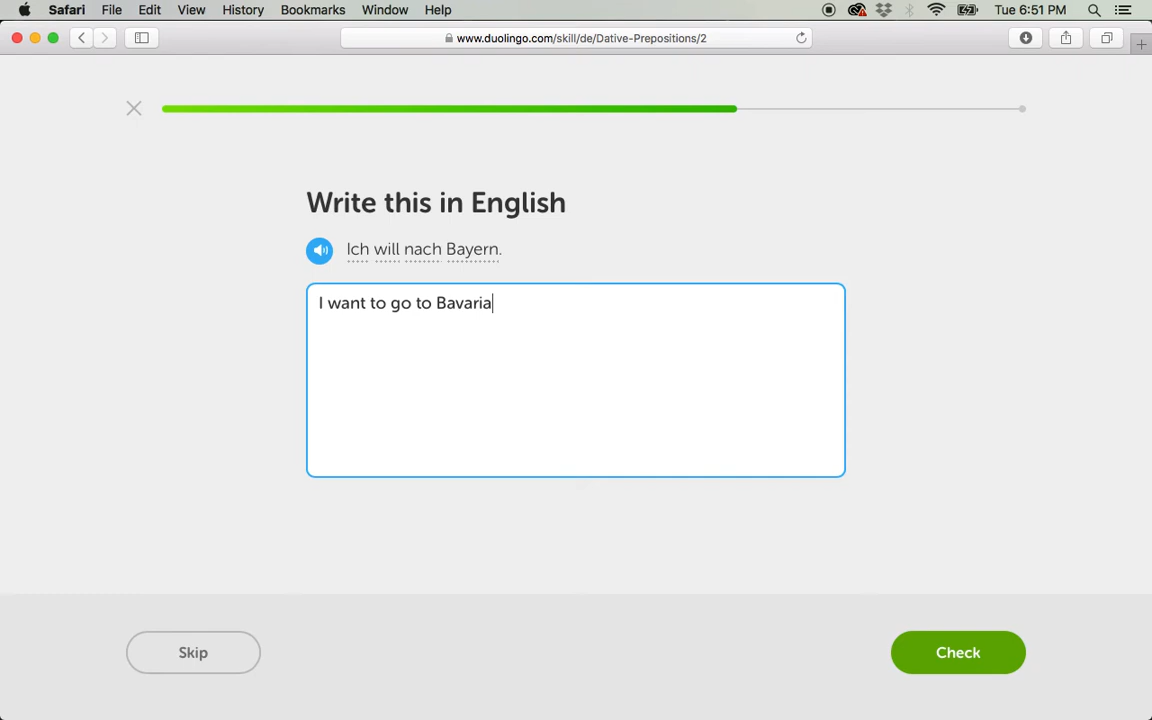 Safari File Edit View History Bookmarks Window Help Tue 6:51 PM
www.duolingo.com/skill/de/Dative-Prepositions/2
Write this in English
Ich will nach Bayern.
I want to go to Bavaria
Skip
Check